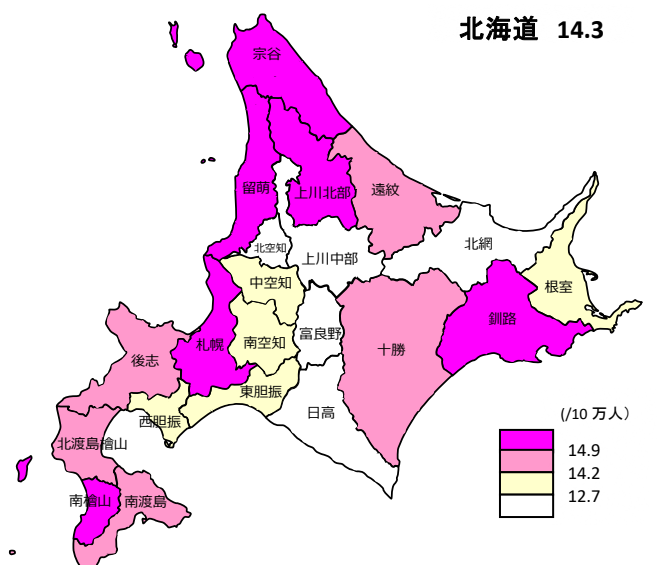 北海道 14.3
宗谷
留萌
上川北部
遠紋
北空知
上川中部
北網
中空知
根室
南空知
富良野
釧路
札幌
十勝
後志
東胆振
西胆振
日高
北渡島檜山
南檜山
南渡島
(/10 万人)
14.9
14.2
12.7